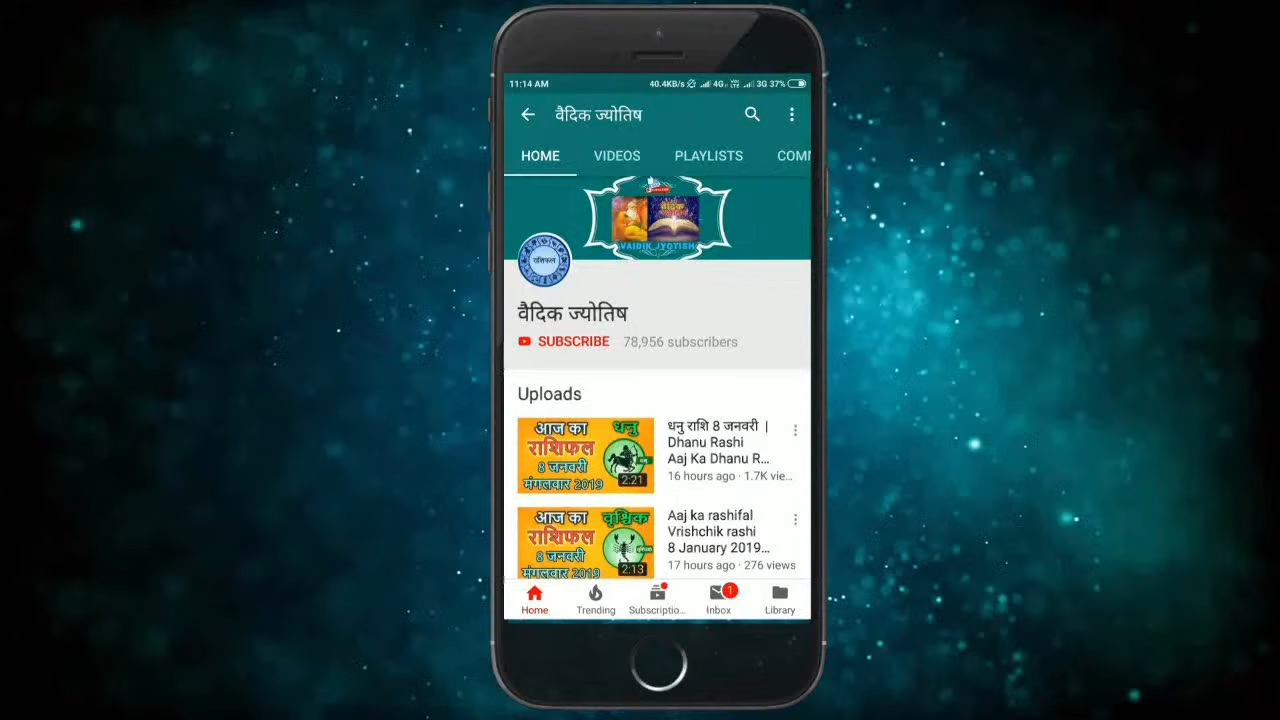 11:14 AM
40.4KB/s 4G VoLTE 3G 37%
वैदिक ज्योतिष
HOME VIDEOS PLAYLISTS COMM
वैदिक
VAIDIK JYOTISH
राशिफल
वैदिक ज्योतिष
SUBSCRIBE 78,956 subscribers
Uploads
आज का धनु
राशिफल
8 जनवरी
मंगलवार 2019
2:21
धनु राशि 8 जनवरी |
Dhanu Rashi
Aaj Ka Dhanu R...
16 hours ago · 1.7K vie...
आज का वृश्चिक
राशिफल
8 जनवरी
मंगलवार 2019
2:13
Aaj ka rashifal
Vrishchik rashi
8 January 2019...
17 hours ago · 276 views
1
Home Trending Subscriptio... Inbox Library